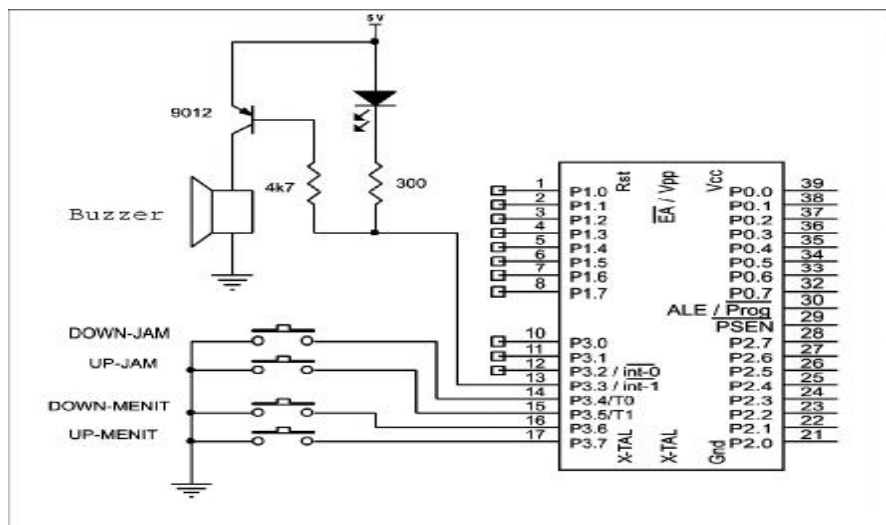 5 V
9012
4k7
300
Buzzer
DOWN-JAM
UP-JAM
DOWN-MENIT
UP-MENIT
1 P1.0
2 P1.1
3 P1.2
4 P1.3
5 P1.4
6 P1.5
7 P1.6
8 P1.7
10 P3.0
11 P3.1
12 P3.2 / int-0
13 P3.3 / int-1
14 P3.4/T0
15 P3.5/T1
16 P3.6
17 P3.7
Rst
EA / Vpp
Vcc
X-TAL
X-TAL
Gnd
P0.0 39
P0.1 38
P0.2 37
P0.3 36
P0.4 35
P0.5 34
P0.6 33
P0.7 32
ALE / Prog 30
PSEN 29
P2.7 28
P2.6 27
P2.5 26
P2.4 25
P2.3 24
P2.2 23
P2.1 22
P2.0 21